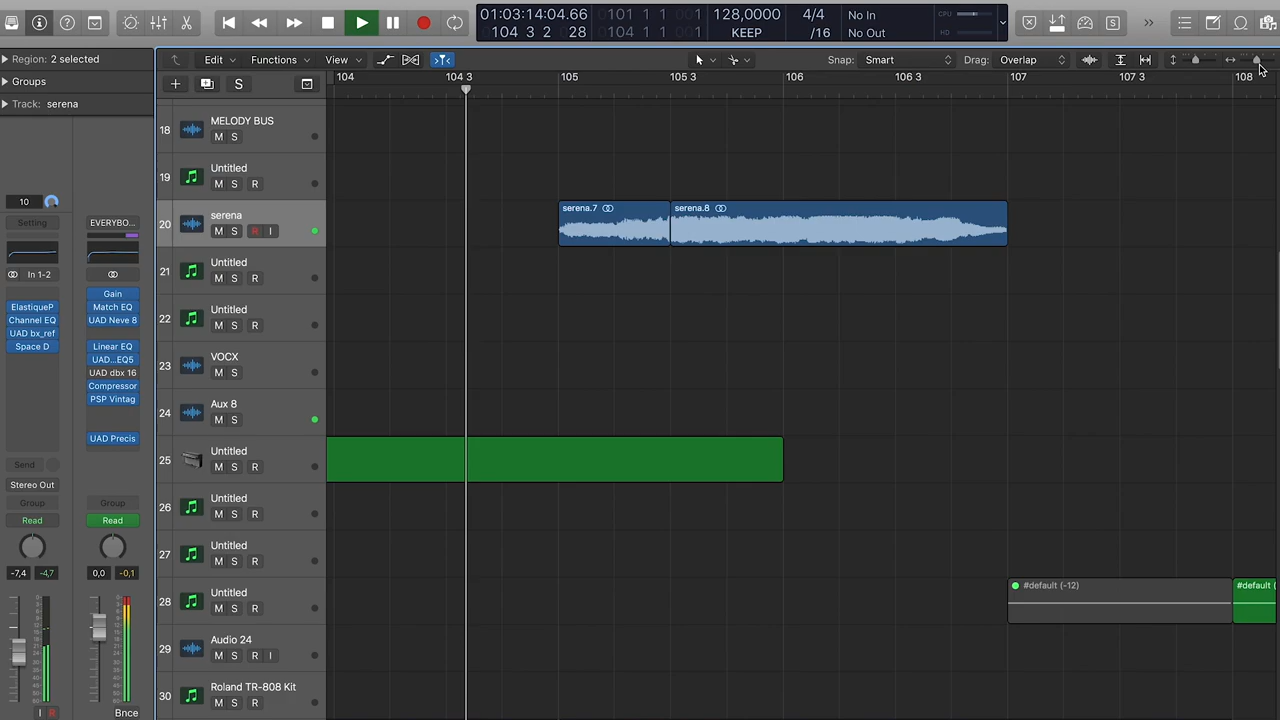 01:03:14:04.66
104 3 2 28
0101 1 1 001
0104 1 1 001
128,0000
KEEP
4/4
/16
No In
No Out
CPU
HD
S
Region: 2 selected
Groups
Track: serena
Edit
Functions
View
Snap:
Smart
Drag:
Overlap
S
104
104 3
105
105 3
106
106 3
107
107 3
108
18
MELODY BUS
M S
19
Untitled
M S R
20
serena
M S R I
serena.7
serena.8
21
Untitled
M S R
22
Untitled
M S R
23
VOCX
M S
24
Aux 8
M S
25
Untitled
M S R
26
Untitled
M S R
27
Untitled
M S R
28
Untitled
M S R
#default (-12)
#default (
29
Audio 24
M S R I
30
Roland TR-808 Kit
M S R
10
Setting
In 1-2
ElastiqueP
Channel EQ
UAD bx_ref
Space D
Send
Stereo Out
Group
Read
-7,4
-4,7
I R
EVERYBO...
Gain
Match EQ
UAD Neve 8
Linear EQ
UAD...EQ5
UAD dbx 16
Compressor
PSP Vintag
UAD Precis
Group
Read
0,0
-0,1
Bnce